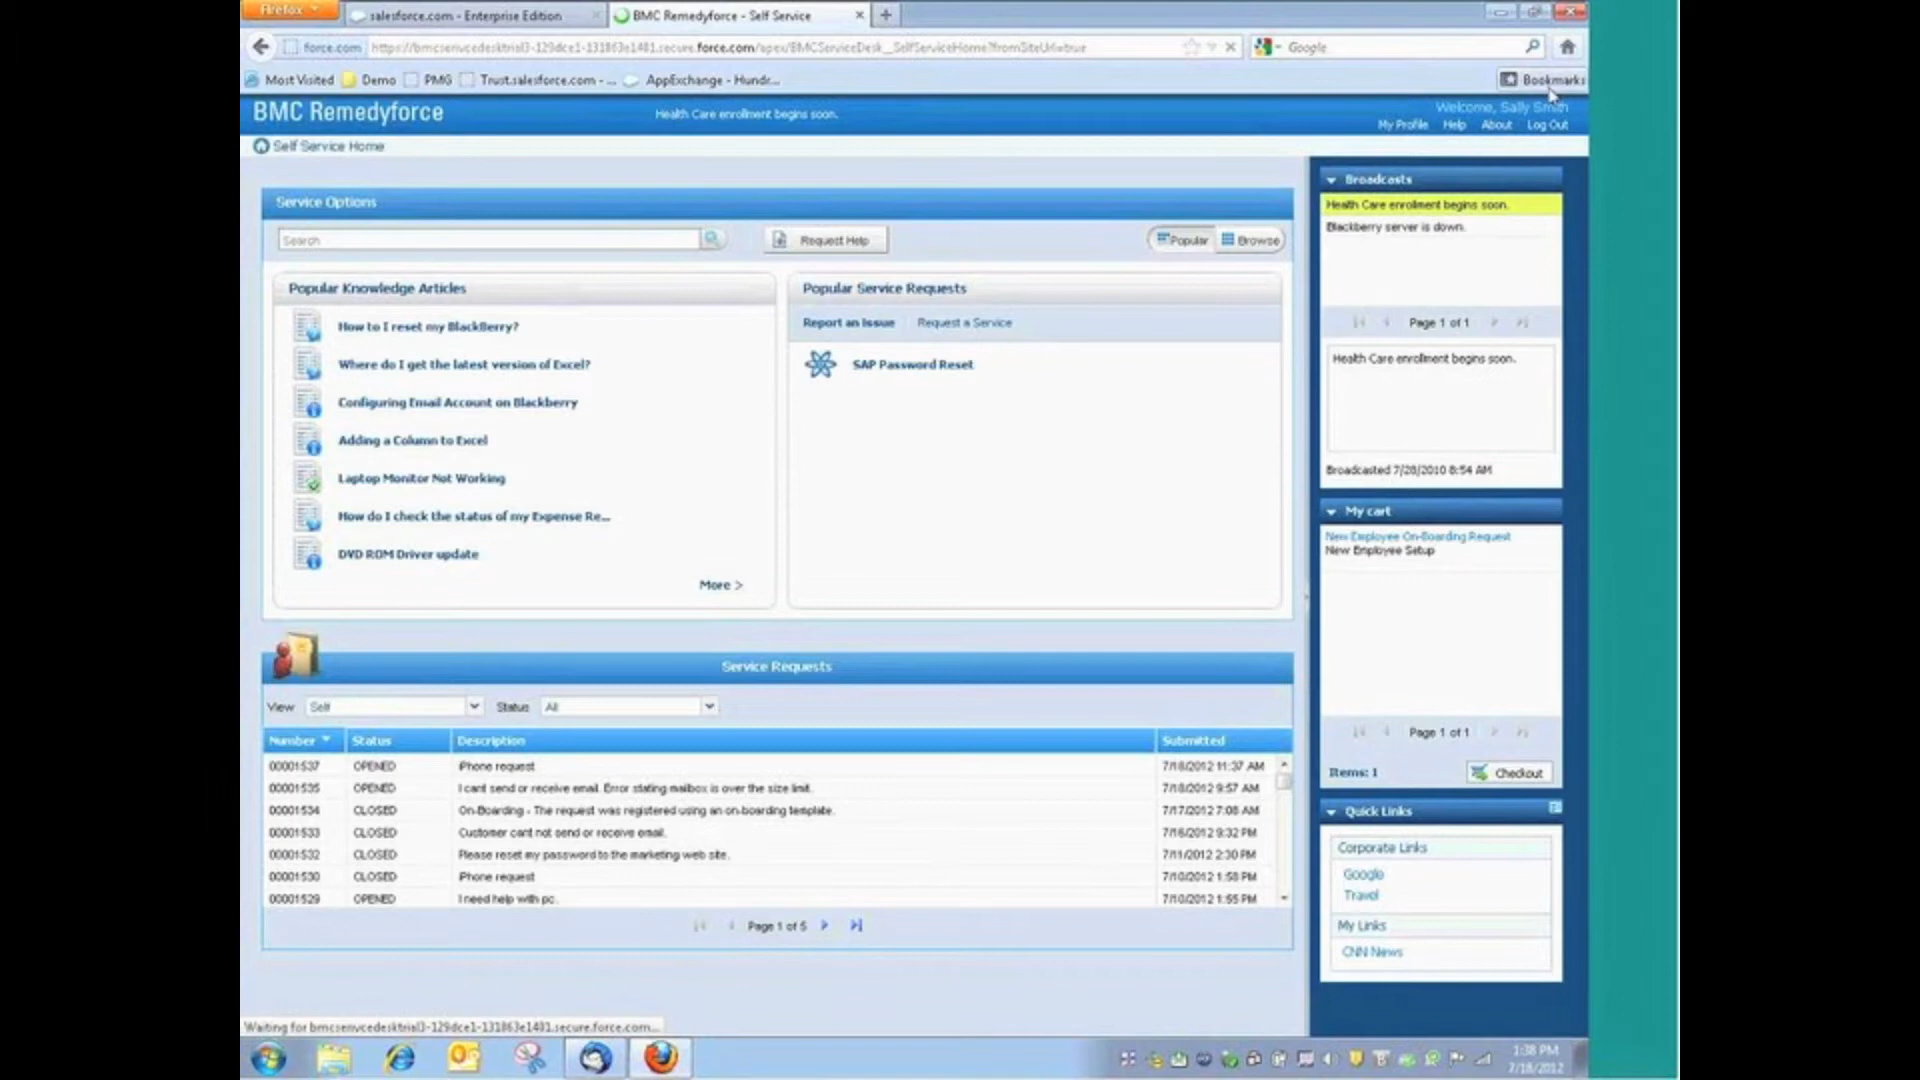 Firefox
salesforce.com - Enterprise Edition
BMC Remedyforce - Self Service
force.com
Google
Most Visited
Demo
PMG
Trust.salesforce.com - ...
AppExchange - Hundr...
Bookmarks
BMC Remedyforce
Health Care enrollment begins soon.
Welcome, Sally Smith
My Profile Help About Log Out
Self Service Home
Service Options
Search
Request Help
Popular
Browse
Popular Knowledge Articles
How to I reset my BlackBerry?
Where do I get the latest version of Excel?
Configuring Email Account on Blackberry
Adding a Column to Excel
Laptop Monitor Not Working
How do I check the status of my Expense Re...
DVD ROM Driver update
More >
Popular Service Requests
Report an Issue
Request a Service
SAP Password Reset
Service Requests
View Self Status All
Number Status Description Submitted
00001537 OPENED iPhone request 7/18/2012 11:37 AM
00001535 OPENED I cant send or receive email. Error stating mailbox is over the size limit. 7/18/2012 9:57 AM
00001534 CLOSED On-Boarding - The request was registered using an on-boarding template. 7/17/2012 7:08 AM
00001533 CLOSED Customer cant not send or receive email. 7/16/2012 9:32 PM
00001532 CLOSED Please reset my password to the marketing web site. 7/11/2012 2:30 PM
00001530 CLOSED iPhone request 7/10/2012 1:58 PM
00001529 OPENED I need help with pc. 7/10/2012 1:55 PM
Page 1 of 5
Broadcasts
Health Care enrollment begins soon.
Blackberry server is down.
Page 1 of 1
Health Care enrollment begins soon.
Broadcasted 7/28/2010 8:54 AM
My cart
New Employee On-Boarding Request
New Employee Setup
Page 1 of 1
Items: 1
Checkout
Quick Links
Corporate Links
Google
Travel
My Links
CNN News
Waiting for
1:38 PM
7/18/2012